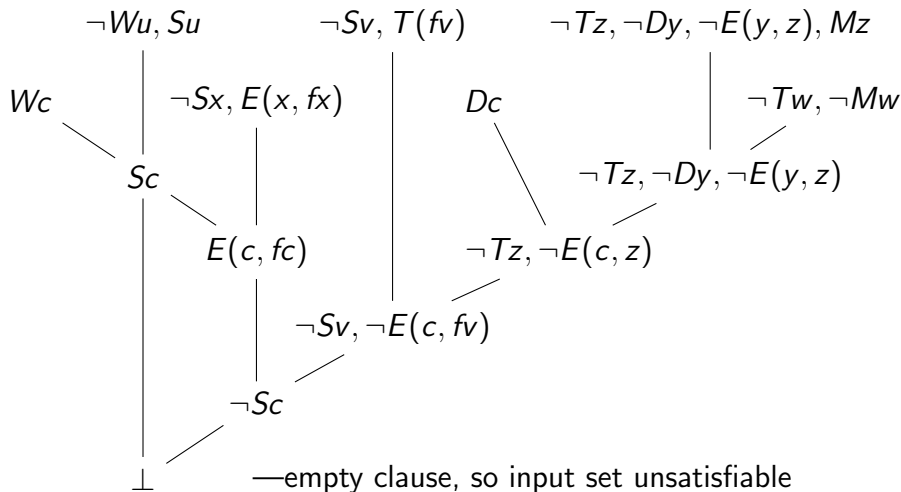 ¬Wu, Su ¬Sv, T(fv) ¬Tz, ¬Dy, ¬E(y, z), Mz
Wc ¬Sx, E(x, fx) Dc ¬Tw, ¬Mw
Sc ¬Tz, ¬Dy, ¬E(y, z)
E(c, fc) ¬Tz, ¬E(c, z)
¬Sv, ¬E(c, fv)
¬Sc
⊥ —empty clause, so input set unsatisfiable